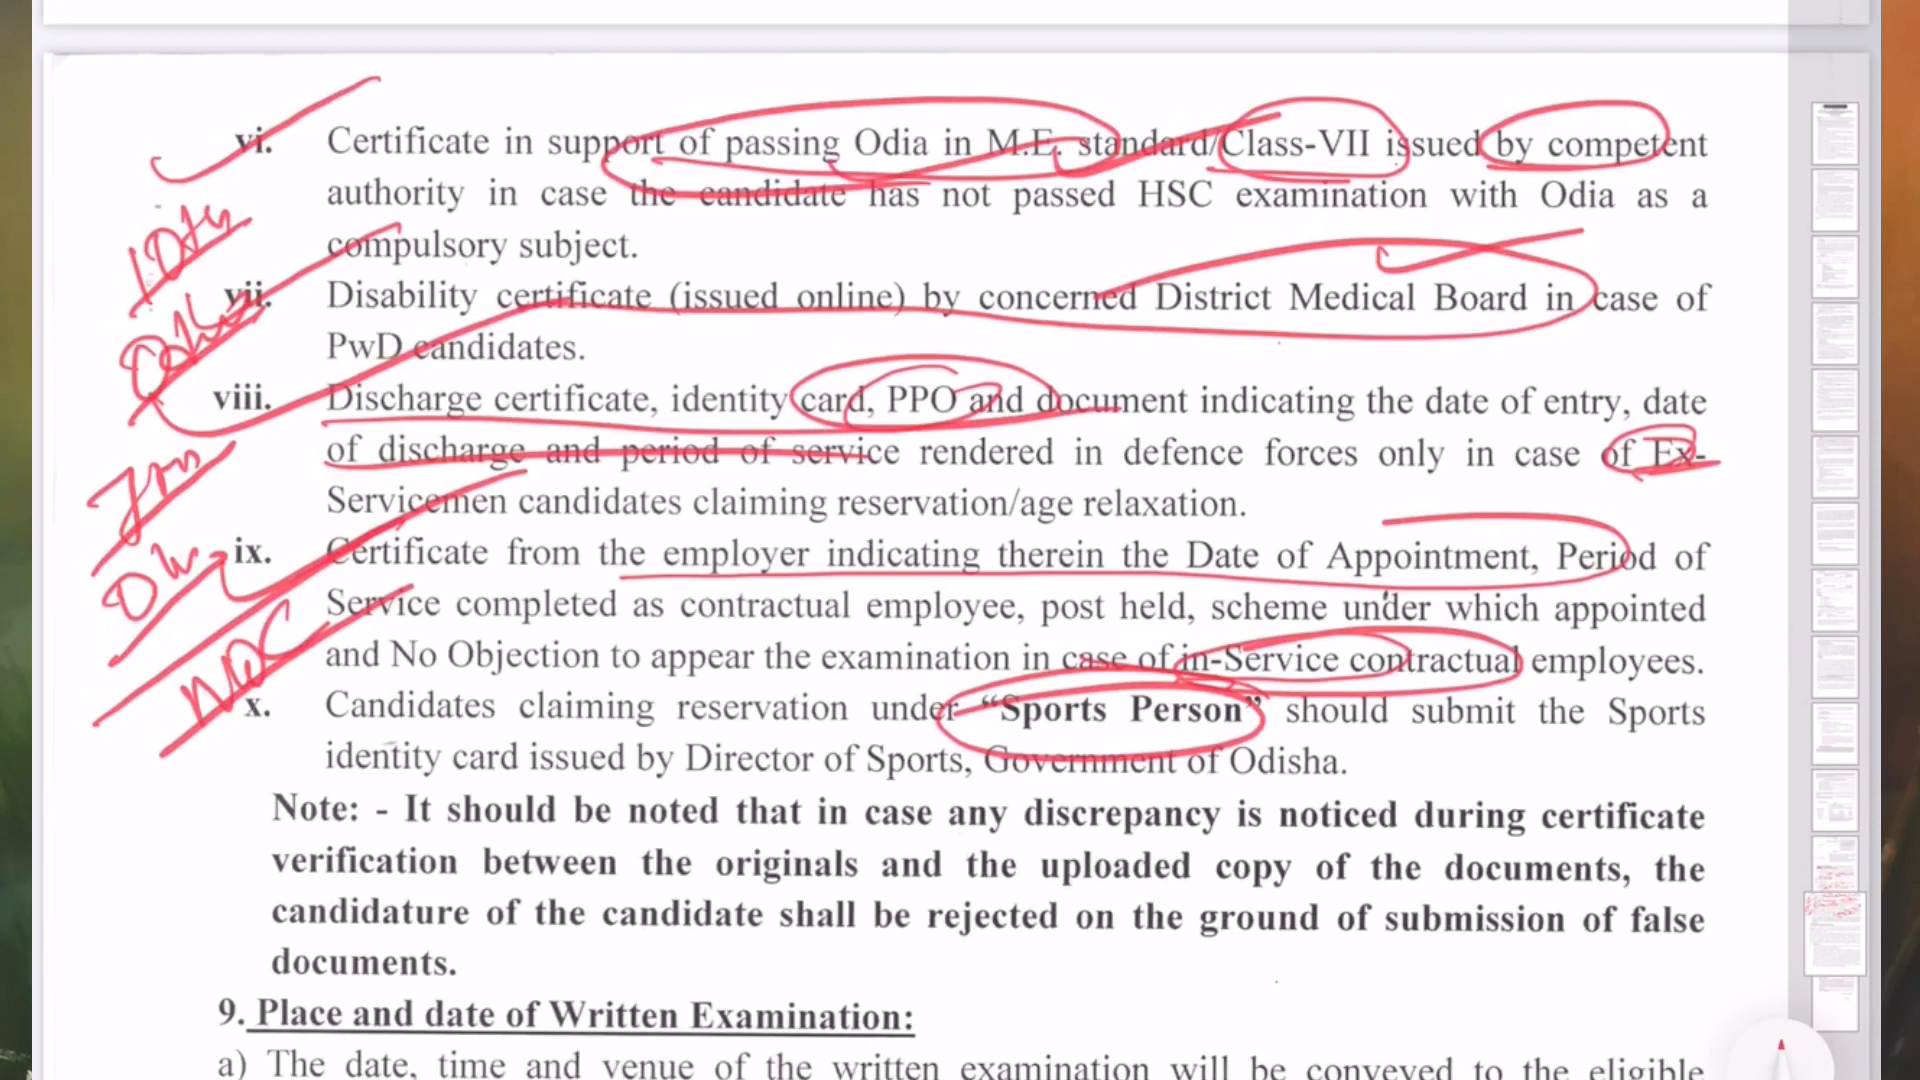 vi. Certificate in support of passing Odia in M.E. standard/Class-VII issued by competent
authority in case the candidate has not passed HSC examination with Odia as a
compulsory subject.
vii. Disability certificate (issued online) by concerned District Medical Board in case of
PwD candidates.
viii. Discharge certificate, identity card, PPO and document indicating the date of entry, date
of discharge and period of service rendered in defence forces only in case of Ex-
Servicemen candidates claiming reservation/age relaxation.
ix. Certificate from the employer indicating therein the Date of Appointment, Period of
Service completed as contractual employee, post held, scheme under which appointed
and No Objection to appear the examination in case of in-Service contractual employees.
NOC
x. Candidates claiming reservation under "Sports Person" should submit the Sports
identity card issued by Director of Sports, Government of Odisha.
Note: - It should be noted that in case any discrepancy is noticed during certificate
verification between the originals and the uploaded copy of the documents, the
candidature of the candidate shall be rejected on the ground of submission of false
documents.
9. Place and date of Written Examination:
a) The date, time and venue of the written examination will be conveyed to the eligible